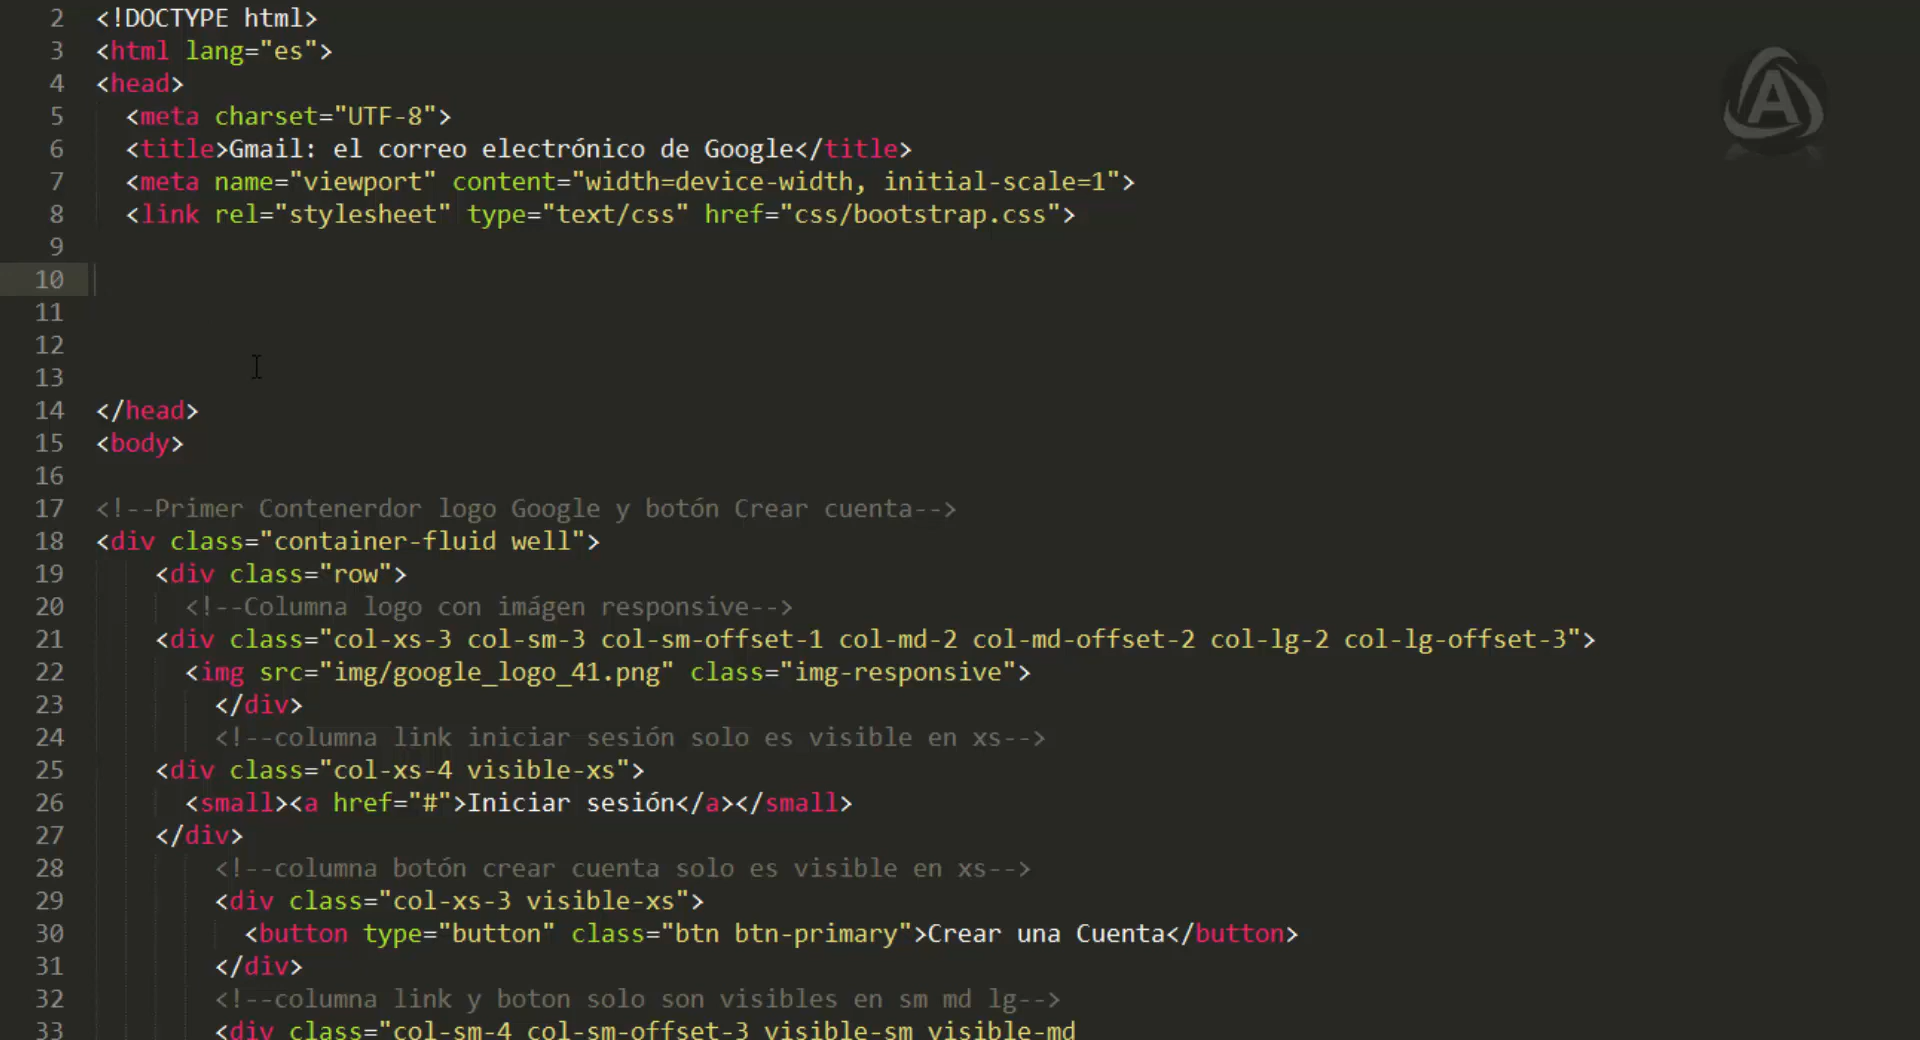 2 <!DOCTYPE html>
3 <html lang="es">
4 <head>
5 <meta charset="UTF-8">
6 <title>Gmail: el correo electrónico de Google</title>
7 <meta name="viewport" content="width=device-width, initial-scale=1">
8 <link rel="stylesheet" type="text/css" href="css/bootstrap.css">
9
10
11
12
13
14 </head>
15 <body>
16
17 <!--Primer Contenerdor logo Google y botón Crear cuenta-->
18 <div class="container-fluid well">
19 <div class="row">
20 <!--Columna logo con imágen responsive-->
21 <div class="col-xs-3 col-sm-3 col-sm-offset-1 col-md-2 col-md-offset-2 col-lg-2 col-lg-offset-3">
22 <img src="img/google_logo_41.png" class="img-responsive">
23 </div>
24 <!--columna link iniciar sesión solo es visible en xs-->
25 <div class="col-xs-4 visible-xs">
26 <small><a href="#">Iniciar sesión</a></small>
27 </div>
28 <!--columna botón crear cuenta solo es visible en xs-->
29 <div class="col-xs-3 visible-xs">
30 <button type="button" class="btn btn-primary">Crear una Cuenta</button>
31 </div>
32 <!--columna link y boton solo son visibles en sm md lg-->
33 <div class="col-sm-4 col-sm-offset-3 visible-sm visible-md
A